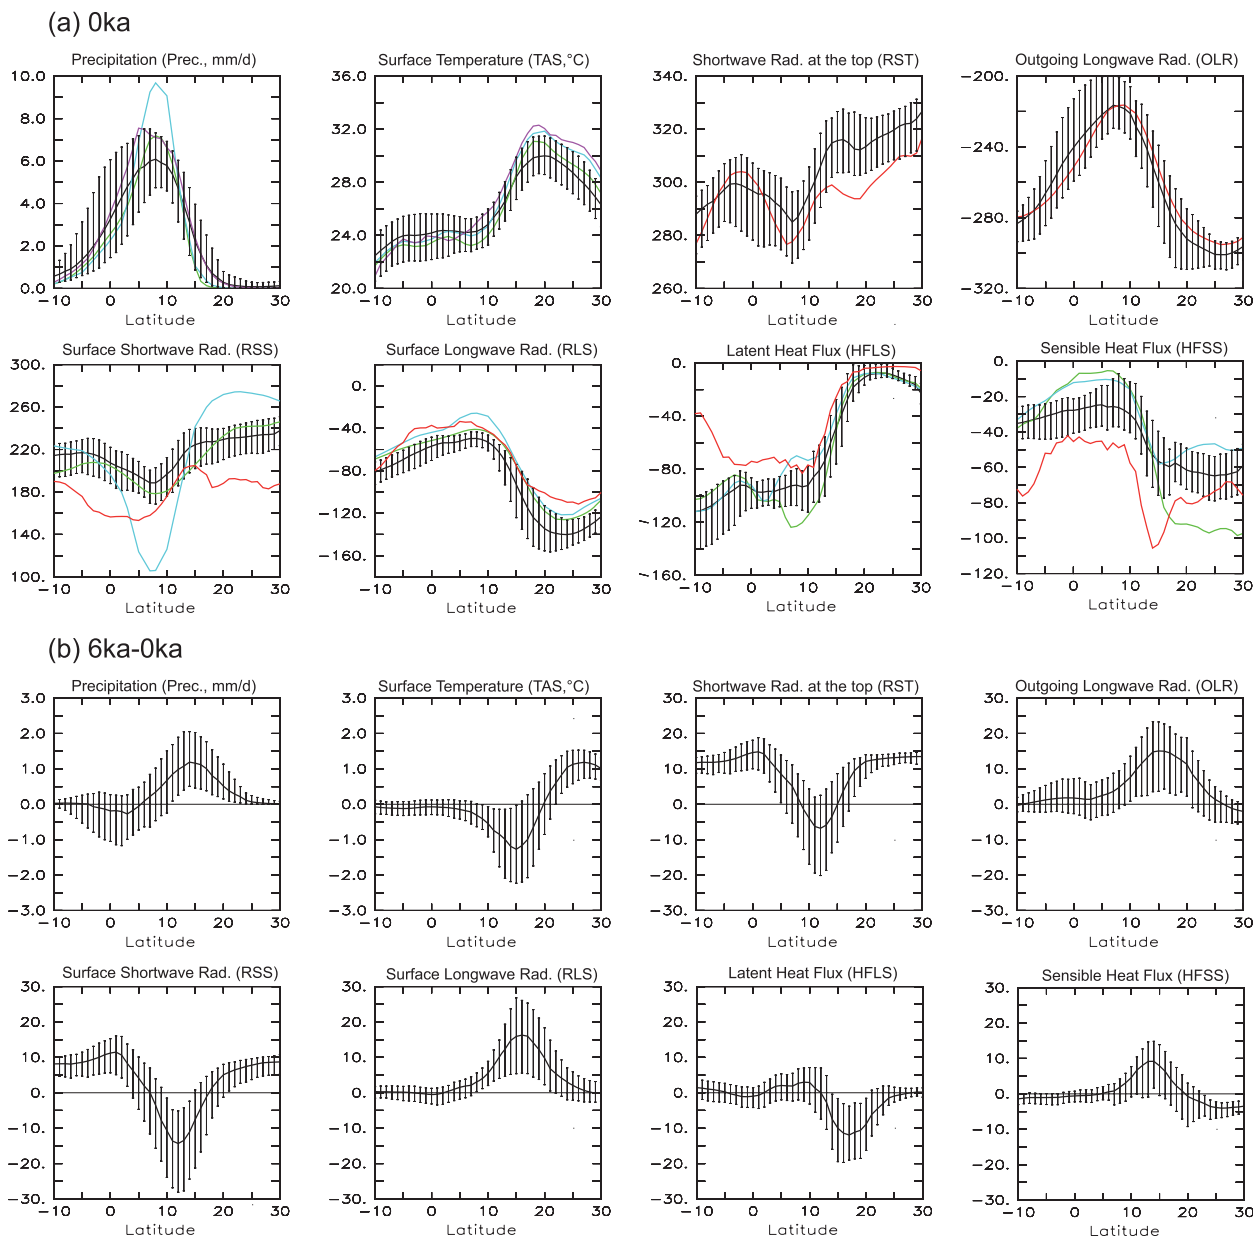 (a) 0ka
Precipitation (Prec., mm/d)
10.0
8.0
6.0
4.0
2.0
0.0
−10 0 10 20 30
Latitude
Surface Temperature (TAS,°C)
36.0
32.0
28.0
24.0
20.0
−10 0 10 20 30
Latitude
Shortwave Rad. at the top (RST)
340.
320.
300.
280.
260.
−10 0 10 20 30
Latitude
Outgoing Longwave Rad. (OLR)
−200.
−240.
−280.
−320.
−10 0 10 20 30
Latitude
Surface Shortwave Rad. (RSS)
300.
260.
220.
180.
140.
100.
−10 0 10 20 30
Latitude
Surface Longwave Rad. (RLS)
0.
−40.
−80.
−120.
−160.
−10 0 10 20 30
Latitude
Latent Heat Flux (HFLS)
0.
−40.
−80.
−120.
−160.
−10 0 10 20 30
Latitude
Sensible Heat Flux (HFSS)
0.
−20.
−40.
−60.
−80.
−100.
−120.
−10 0 10 20 30
Latitude
(b) 6ka-0ka
Precipitation (Prec., mm/d)
3.0
2.0
1.0
0.0
−1.0
−2.0
−3.0
−10 0 10 20 30
Latitude
Surface Temperature (TAS,°C)
3.0
2.0
1.0
0.0
−1.0
−2.0
−3.0
−10 0 10 20 30
Latitude
Shortwave Rad. at the top (RST)
30.
20.
10.
0.
−10.
−20.
−30.
−10 0 10 20 30
Latitude
Outgoing Longwave Rad. (OLR)
30.
20.
10.
0.
−10.
−20.
−30.
−10 0 10 20 30
Latitude
Surface Shortwave Rad. (RSS)
30.
20.
10.
0.
−10.
−20.
−30.
−10 0 10 20 30
Latitude
Surface Longwave Rad. (RLS)
30.
20.
10.
0.
−10.
−20.
−30.
−10 0 10 20 30
Latitude
Latent Heat Flux (HFLS)
30.
20.
10.
0.
−10.
−20.
−30.
−10 0 10 20 30
Latitude
Sensible Heat Flux (HFSS)
30.
20.
10.
0.
−10.
−20.
−30.
−10 0 10 20 30
Latitude